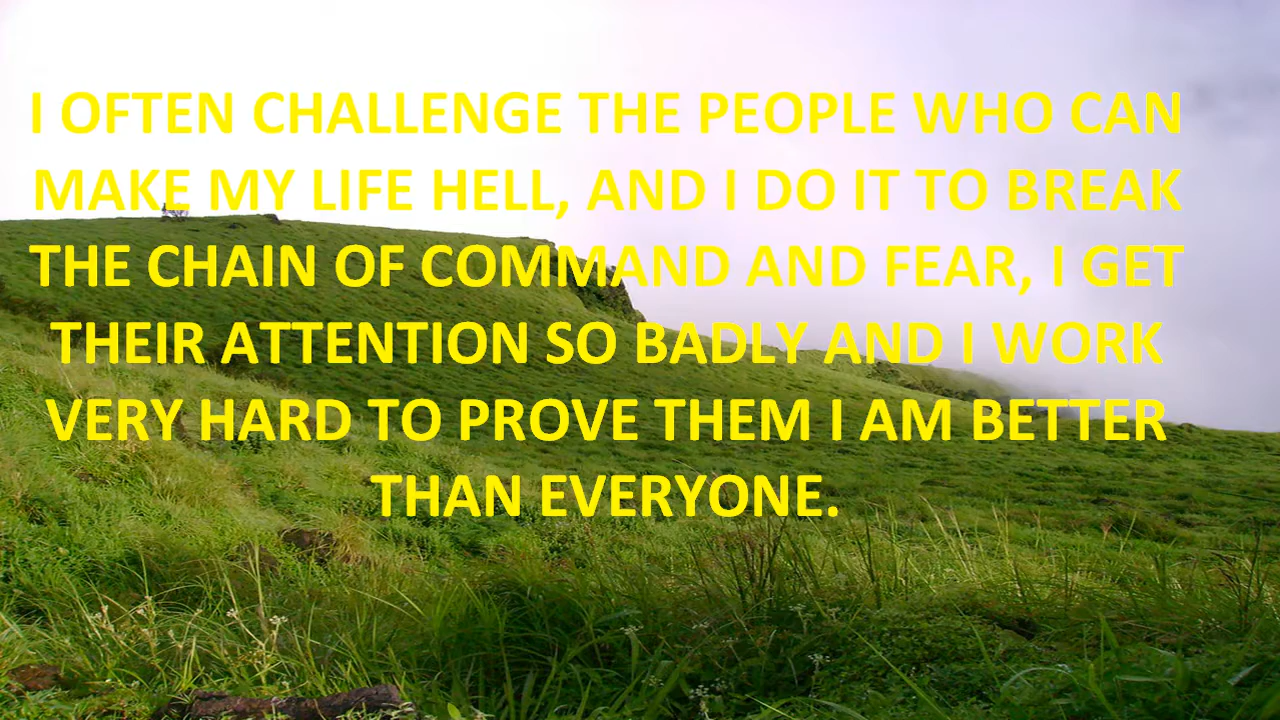 I OFTEN CHALLENGE THE PEOPLE WHO CAN
MAKE MY LIFE HELL, AND I DO IT TO BREAK
THE CHAIN OF COMMAND AND FEAR, I GET
THEIR ATTENTION SO BADLY AND I WORK
VERY HARD TO PROVE THEM I AM BETTER
THAN EVERYONE.